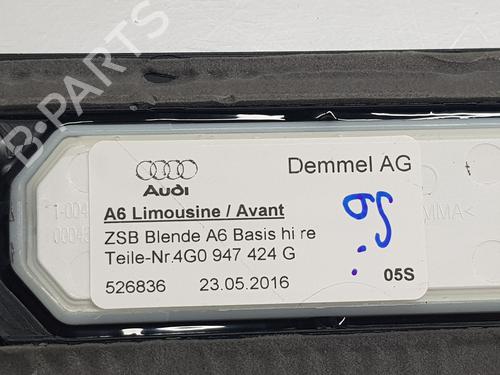 Audi
Demmel AG
A6 Limousine / Avant
ZSB Blende A6 Basis hi re
Teile-Nr.4G0 947 424 G
526836 23.05.2016 05S
B-PARTS